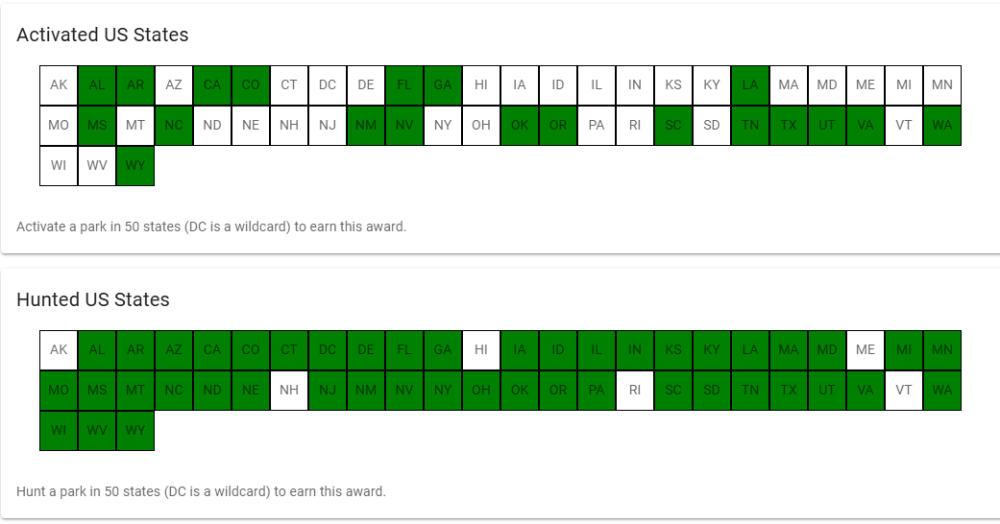 Activated US States
AK AL AR AZ CA CO CT DC DE FL GA HI IA ID IL IN KS KY LA MA MD ME MI MN
MO MS MT NC ND NE NH NJ NM NV NY OH OK OR PA RI SC SD TN TX UT VA VT WA
WI WV WY
Activate a park in 50 states (DC is a wildcard) to earn this award.
Hunted US States
AK AL AR AZ CA CO CT DC DE FL GA HI IA ID IL IN KS KY LA MA MD ME MI MN
MO MS MT NC ND NE NH NJ NM NV NY OH OK OR PA RI SC SD TN TX UT VA VT WA
WI WV WY
Hunt a park in 50 states (DC is a wildcard) to earn this award.